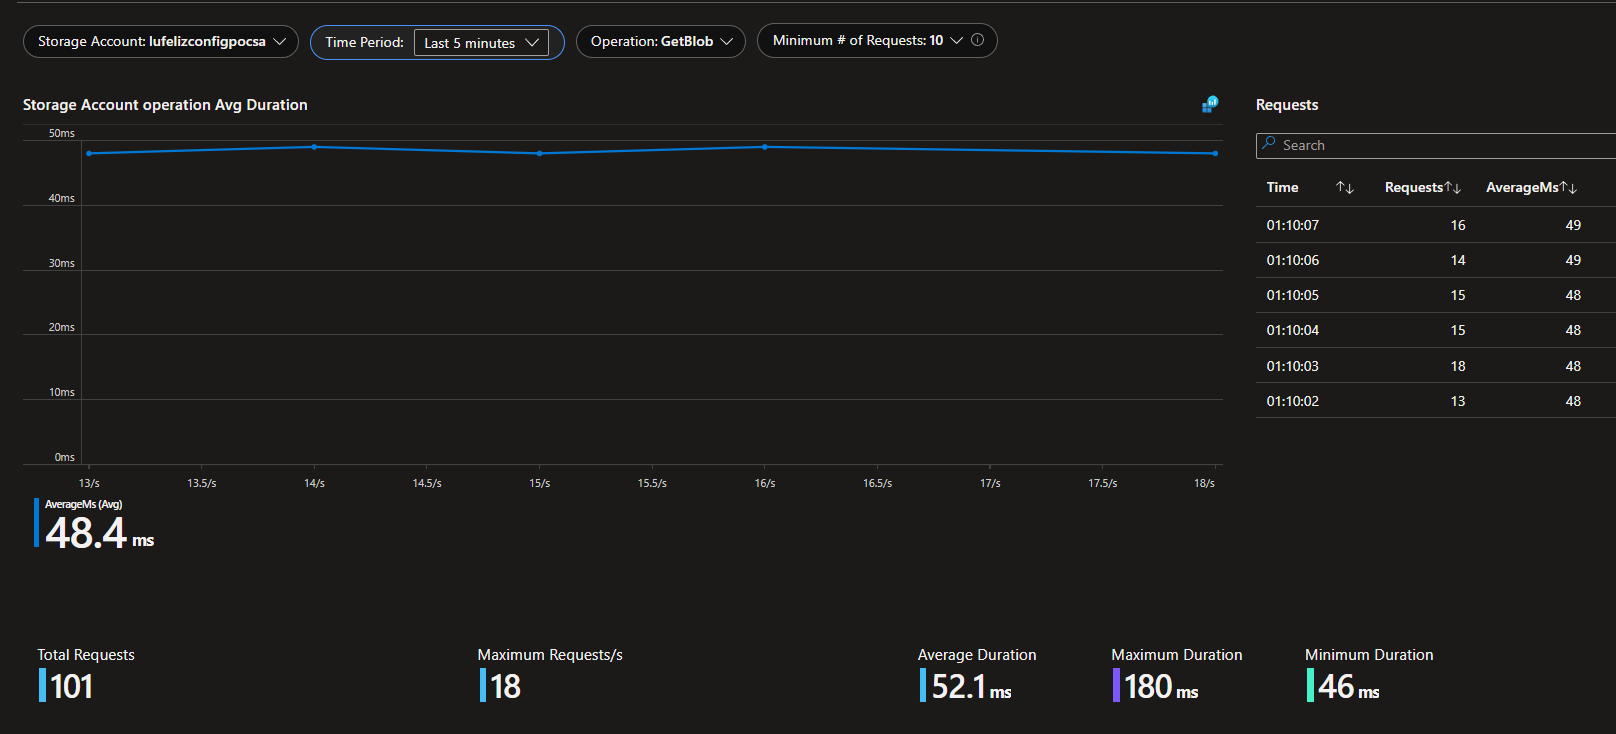 Storage Account: lufelizconfigpocsa
Time Period: Last 5 minutes
Operation: GetBlob
Minimum # of Requests: 10
Storage Account operation Avg Duration
50ms
40ms
30ms
20ms
10ms
0ms
13/s 13.5/s 14/s 14.5/s 15/s 15.5/s 16/s 16.5/s 17/s 17.5/s 18/s
AverageMs (Avg)
48.4 ms
Requests
Search
Time Requests AverageMs
01:10:07 16 49
01:10:06 14 49
01:10:05 15 48
01:10:04 15 48
01:10:03 18 48
01:10:02 13 48
Total Requests
101
Maximum Requests/s
18
Average Duration
52.1 ms
Maximum Duration
180 ms
Minimum Duration
46 ms